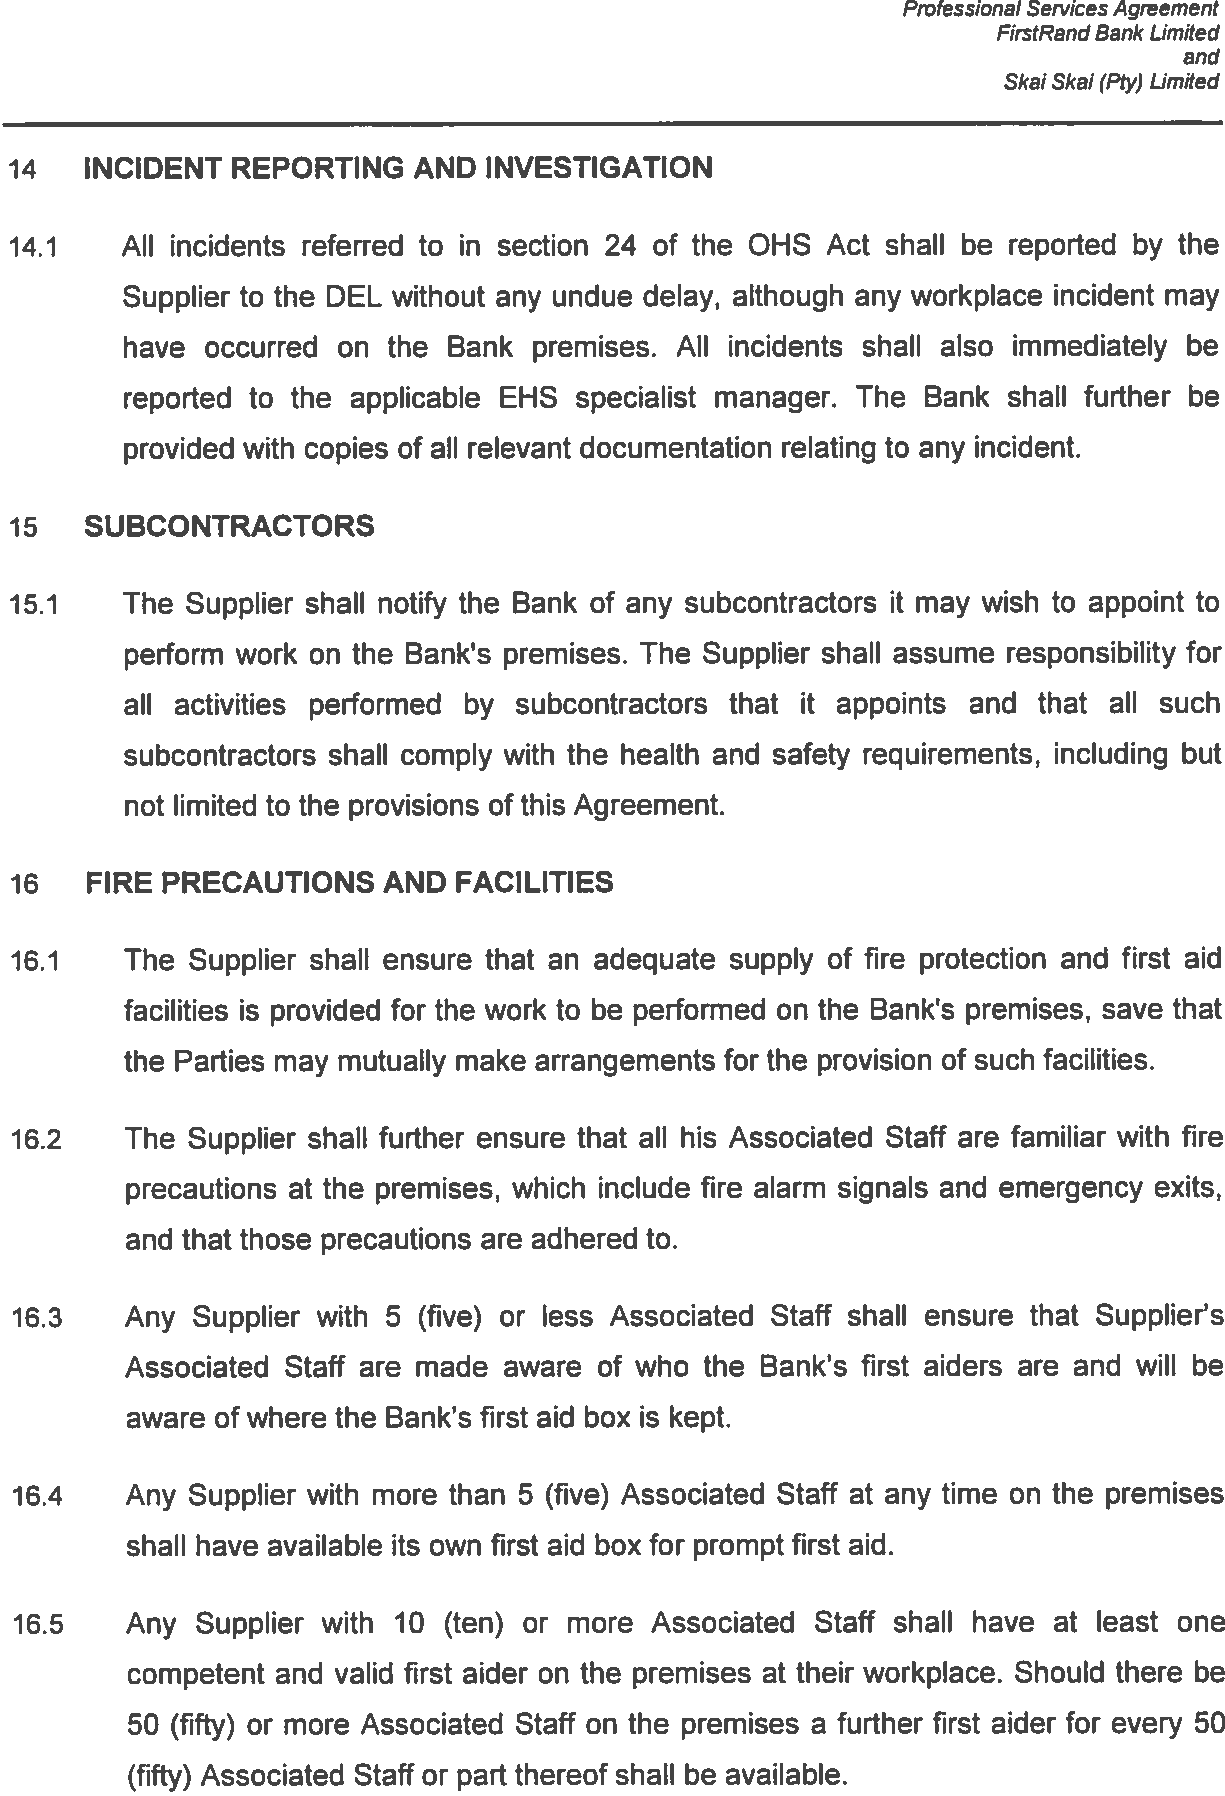 Professional Services Agreement
FirstRand Bank Limited
and
Skai Skai (Pty) Limited
14 INCIDENT REPORTING AND INVESTIGATION
14.1 All incidents referred to in section 24 of the OHS Act shall be reported by the
Supplier to the DEL without any undue delay, although any workplace incident may
have occurred on the Bank premises. All incidents shall also immediately be
reported to the applicable EHS specialist manager. The Bank shall further be
provided with copies of all relevant documentation relating to any incident.
15 SUBCONTRACTORS
15.1 The Supplier shall notify the Bank of any subcontractors it may wish to appoint to
perform work on the Bank's premises. The Supplier shall assume responsibility for
all activities performed by subcontractors that it appoints and that all such
subcontractors shall comply with the health and safety requirements, including but
not limited to the provisions of this Agreement.
16 FIRE PRECAUTIONS AND FACILITIES
16.1 The Supplier shall ensure that an adequate supply of fire protection and first aid
facilities is provided for the work to be performed on the Bank's premises, save that
the Parties may mutually make arrangements for the provision of such facilities.
16.2 The Supplier shall further ensure that all his Associated Staff are familiar with fire
precautions at the premises, which include fire alarm signals and emergency exits,
and that those precautions are adhered to.
16.3 Any Supplier with 5 (five) or less Associated Staff shall ensure that Supplier's
Associated Staff are made aware of who the Bank's first aiders are and will be
aware of where the Bank's first aid box is kept.
16.4 Any Supplier with more than 5 (five) Associated Staff at any time on the premises
shall have available its own first aid box for prompt first aid.
16.5 Any Supplier with 10 (ten) or more Associated Staff shall have at least one
competent and valid first aider on the premises at their workplace. Should there be
50 (fifty) or more Associated Staff on the premises a further first aider for every 50
(fifty) Associated Staff or part thereof shall be available.